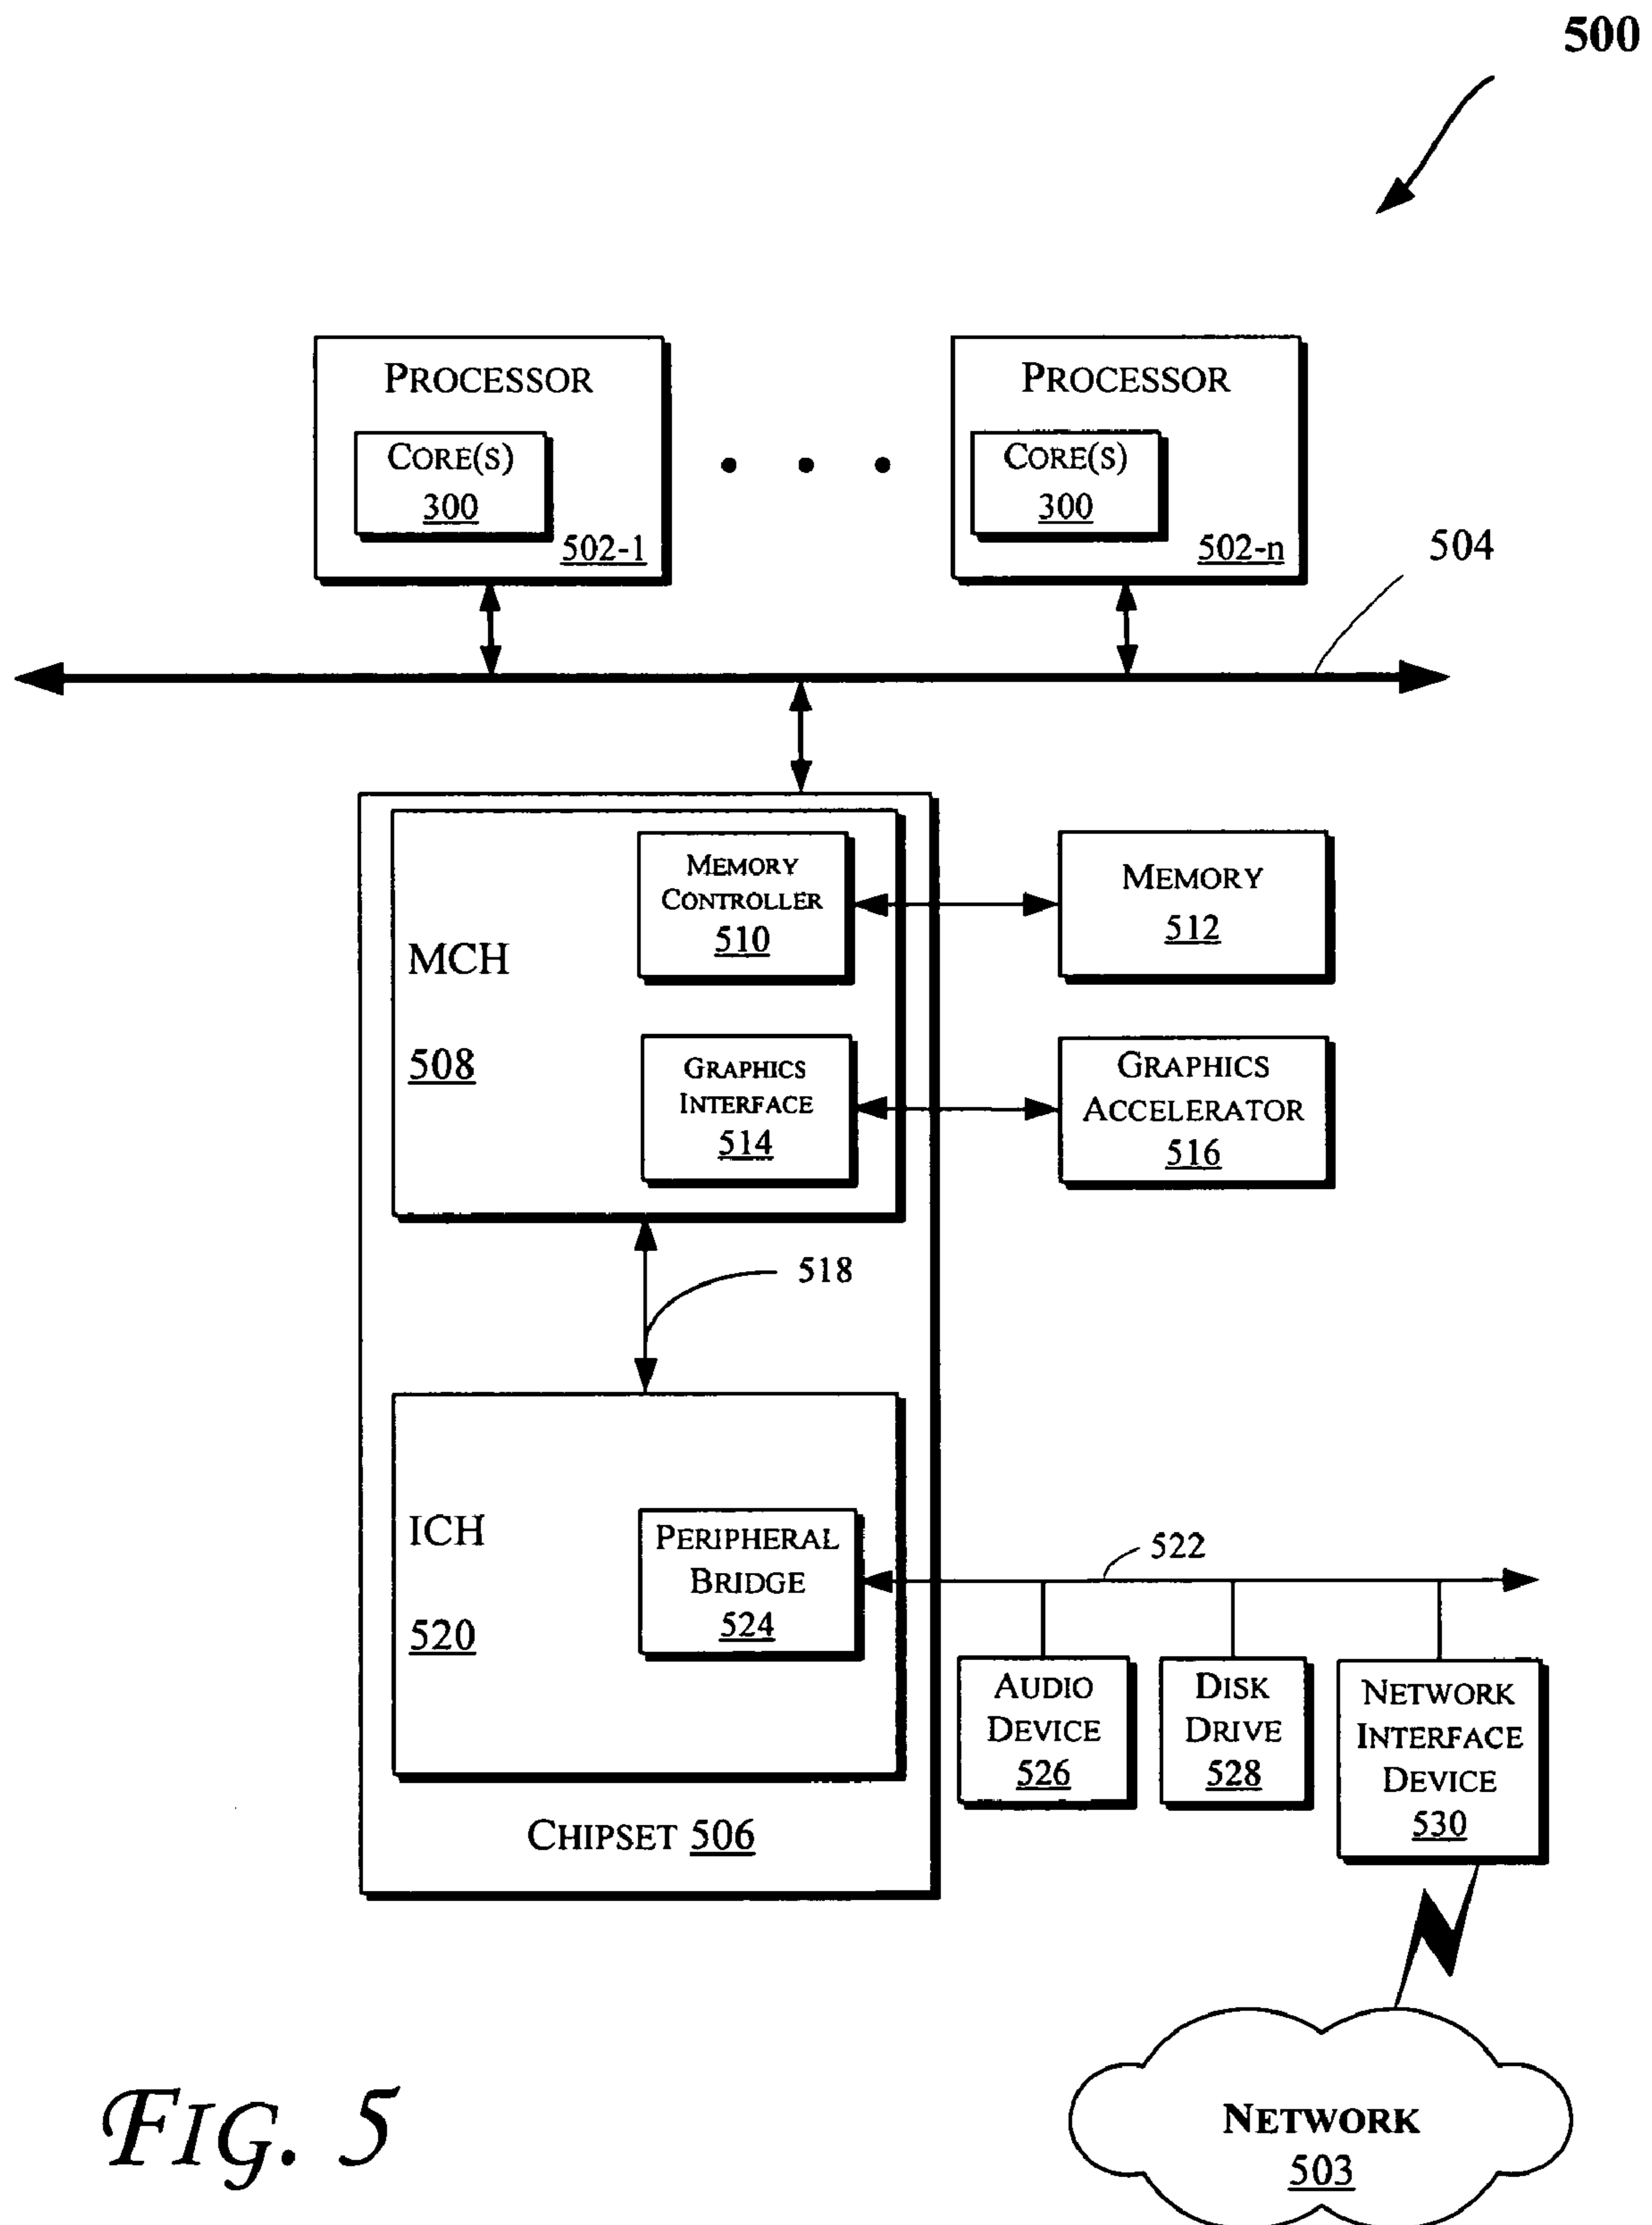 500
PROCESSOR
CORE(S)
300
502-1
PROCESSOR
CORE(S)
300
502-n
504
MEMORY
CONTROLLER
510
MEMORY
512
MCH
508
GRAPHICS
INTERFACE
514
GRAPHICS
ACCELERATOR
516
518
ICH
520
PERIPHERAL
BRIDGE
524
522
AUDIO
DEVICE
526
DISK
DRIVE
528
NETWORK
INTERFACE
DEVICE
530
CHIPSET 506
NETWORK
503
FIG. 5